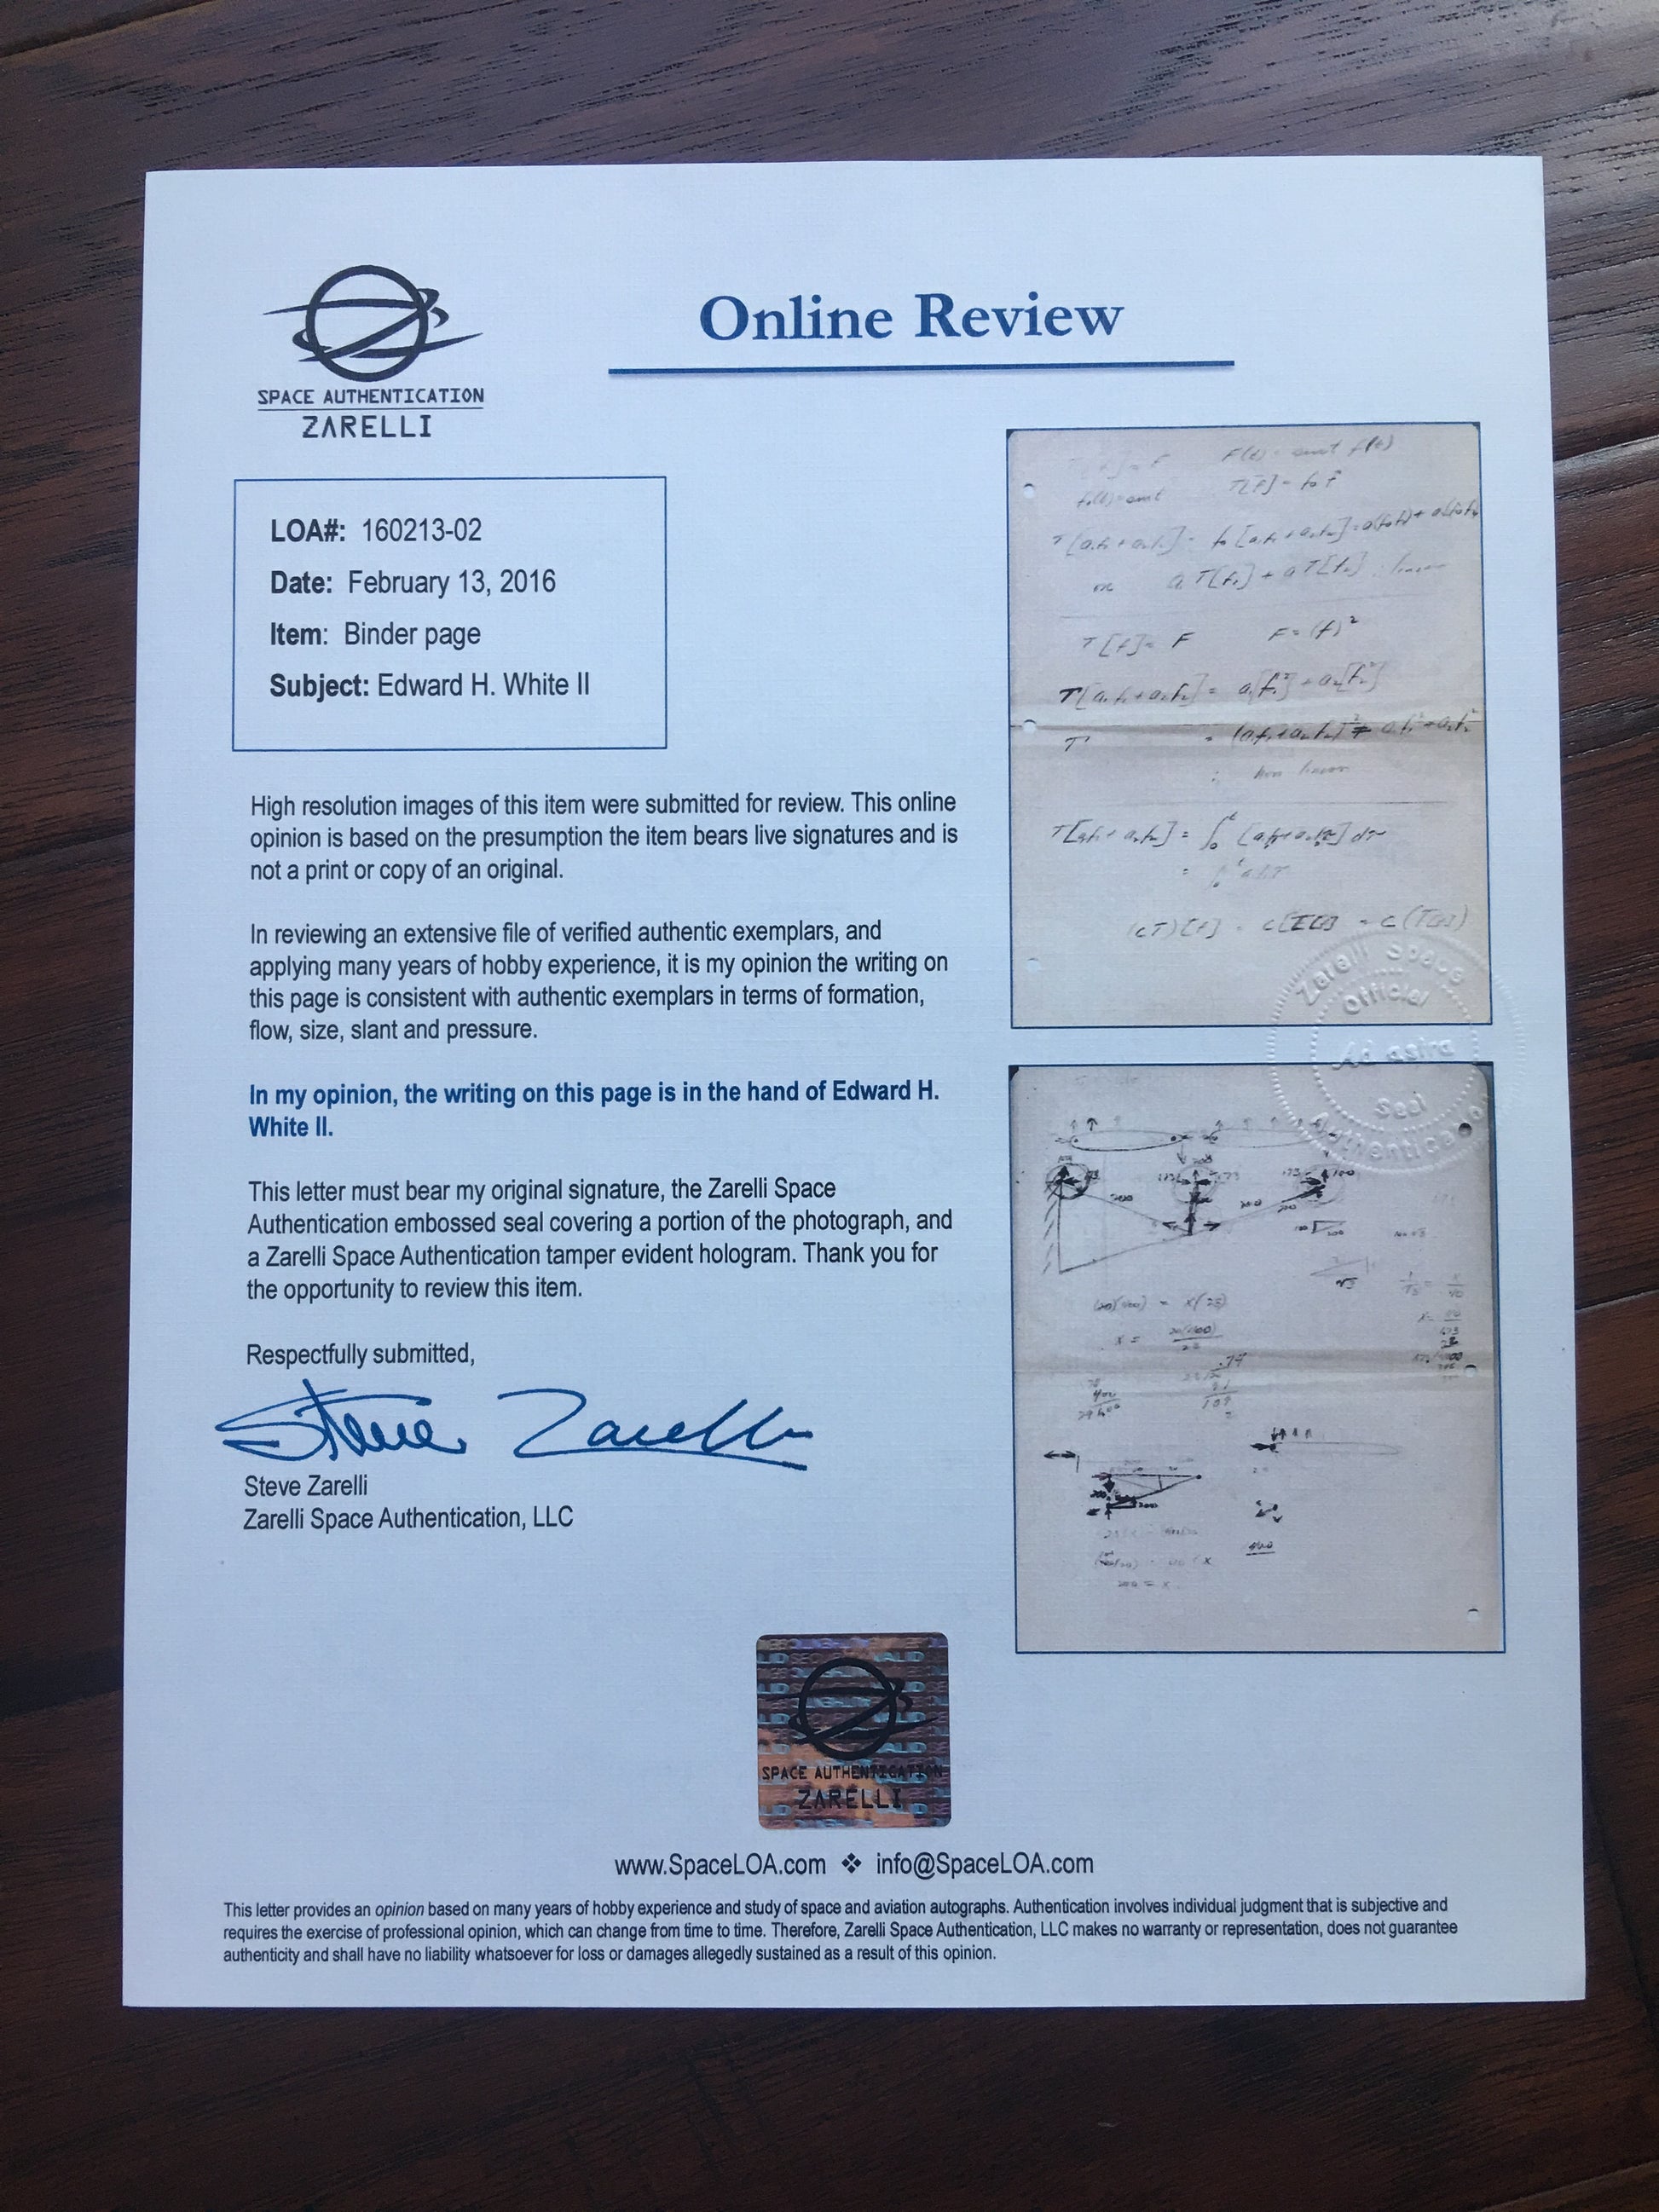 SPACE AUTHENTICATION
ZARELLI
Online Review
LOA#: 160213-02
Date: February 13, 2016
Item: Binder page
Subject: Edward H. White II
High resolution images of this item were submitted for review. This online
opinion is based on the presumption the item bears live signatures and is
not a print or copy of an original.
In reviewing an extensive file of verified authentic exemplars, and
applying many years of hobby experience, it is my opinion the writing on
this page is consistent with authentic exemplars in terms of formation,
flow, size, slant and pressure.
In my opinion, the writing on this page is in the hand of Edward H.
White II.
This letter must bear my original signature, the Zarelli Space
Authentication embossed seal covering a portion of the photograph, and
a Zarelli Space Authentication tamper evident hologram. Thank you for
the opportunity to review this item.
Respectfully submitted,
Steve Zarelli
Steve Zarelli
Zarelli Space Authentication, LLC
T[f] = F F = (f)²
non linear
Zarelli Space
Official
Ad astra
Seal
Authentication
SPACE AUTHENTICATION
ZARELLI
www.SpaceLOA.com ❖ info@SpaceLOA.com
This letter provides an opinion based on many years of hobby experience and study of space and aviation autographs. Authentication involves individual judgment that is subjective and
requires the exercise of professional opinion, which can change from time to time. Therefore, Zarelli Space Authentication, LLC makes no warranty or representation, does not guarantee
authenticity and shall have no liability whatsoever for loss or damages allegedly sustained as a result of this opinion.